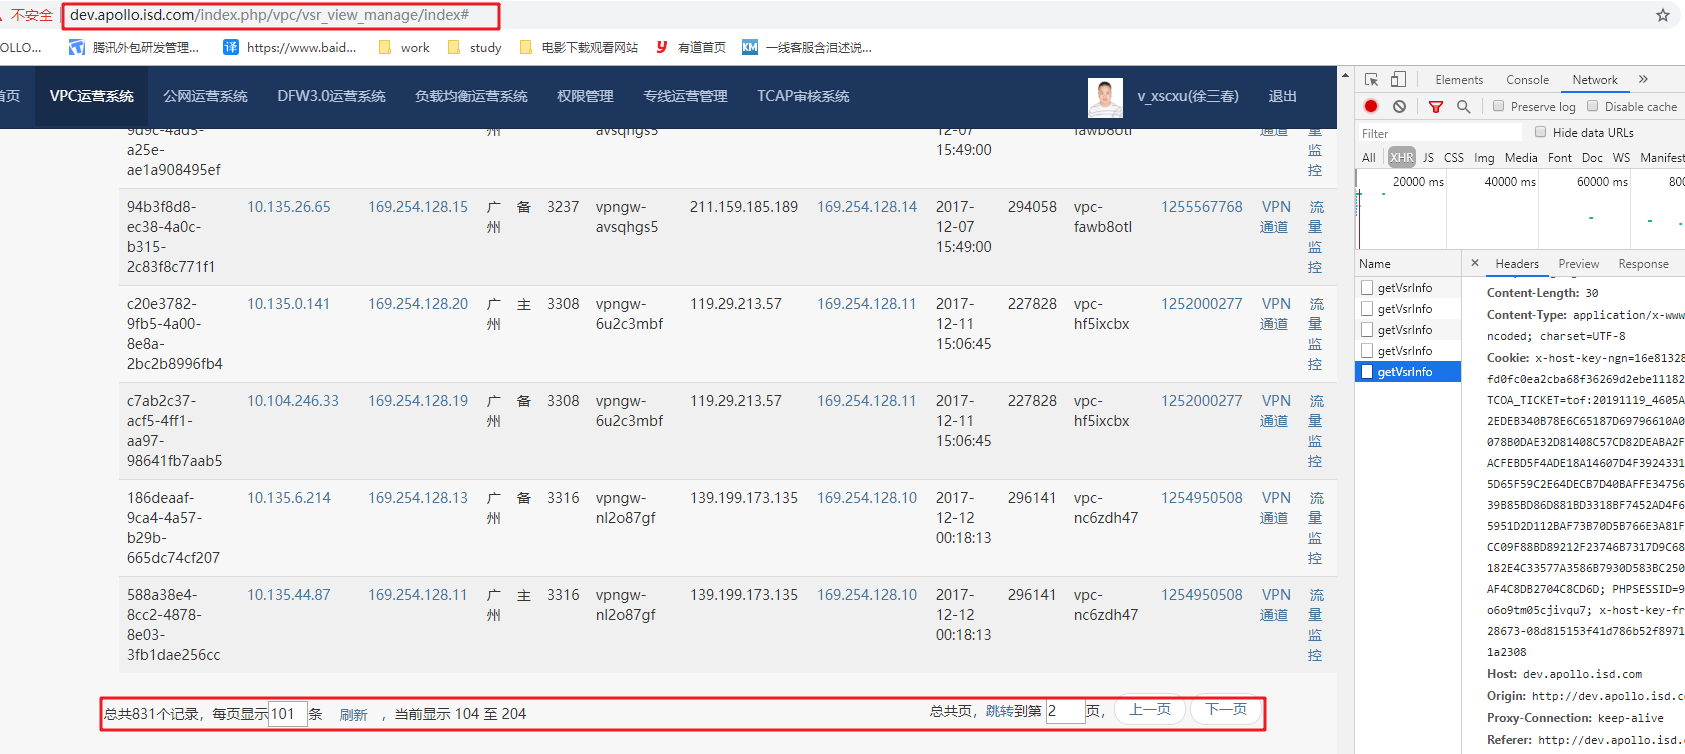 不安全 dev.apollo.isd.com/index.php/vpc/vsr_view_manage/index#
OLLO... 腾讯外包研发管理... https://www.baid... work study 电影下载观看网站 有道首页 KM 一线客服含泪述说...
首页 VPC运营系统 公网运营系统 DFW3.0运营系统 负载均衡运营系统 权限管理 专线运营管理 TCAP审核系统 v_xscxu(徐三春) 退出
9d9c-4ad5-
a25e-
ae1a908495ef
州
avsqhgs5
12-07
15:49:00
fawb8otl
通道
量
监
控
94b3f8d8-
ec38-4a0c-
b315-
2c83f8c771f1
10.135.26.65
169.254.128.15
广
州
备
3237
vpngw-
avsqhgs5
211.159.185.189
169.254.128.14
2017-
12-07
15:49:00
294058
vpc-
fawb8otl
1255567768
VPN
通道
流
量
监
控
c20e3782-
9fb5-4a00-
8e8a-
2bc2b8996fb4
10.135.0.141
169.254.128.20
广
州
主
3308
vpngw-
6u2c3mbf
119.29.213.57
169.254.128.11
2017-
12-11
15:06:45
227828
vpc-
hf5ixcbx
1252000277
VPN
通道
流
量
监
控
c7ab2c37-
acf5-4ff1-
aa97-
98641fb7aab5
10.104.246.33
169.254.128.19
广
州
备
3308
vpngw-
6u2c3mbf
119.29.213.57
169.254.128.11
2017-
12-11
15:06:45
227828
vpc-
hf5ixcbx
1252000277
VPN
通道
流
量
监
控
186deaaf-
9ca4-4a57-
b29b-
665dc74cf207
10.135.6.214
169.254.128.13
广
州
备
3316
vpngw-
nl2o87gf
139.199.173.135
169.254.128.10
2017-
12-12
00:18:13
296141
vpc-
nc6zdh47
1254950508
VPN
通道
流
量
监
控
588a38e4-
8cc2-4878-
8e03-
3fb1dae256cc
10.135.44.87
169.254.128.11
广
州
主
3316
vpngw-
nl2o87gf
139.199.173.135
169.254.128.10
2017-
12-12
00:18:13
296141
vpc-
nc6zdh47
1254950508
VPN
通道
流
量
监
控
总共831个记录，每页显示 101 条 刷新 ，当前显示 104 至 204 总共页，跳转到第 2 页， 上一页 下一页
Elements Console Network »
Preserve log Disable cache
Filter Hide data URLs
All XHR JS CSS Img Media Font Doc WS Manifest
20000 ms 40000 ms 60000 ms 800
Name
getVsrInfo
getVsrInfo
getVsrInfo
getVsrInfo
getVsrInfo
× Headers Preview Response
Content-Length: 30
Content-Type: application/x-www
ncoded; charset=UTF-8
Cookie: x-host-key-ngn=16e81328
fd0fc0ea2cba68f36269d2ebe11182
TCOA_TICKET=tof:20191119_4605A
2EDEB340B78E6C65187D69796610A0
078B0DAE32D81408C57CD82DEABA2F
ACFEBD5F4ADE18A14607D4F3924331
5D65F59C2E64DECB7D40BAFFE34756
39B85BD86D881BD3318BF7452AD4F6
5951D2D112BAF73B70D5B766E3A81F
CC09F88BD89212F23746B7317D9C68
182E4C33577A3586B7930D583BC250
AF4C8DB2704C8CD6D; PHPSESSID=9
o6o9tm05cjivqu7; x-host-key-fr
28673-08d815153f41d786b52f8971
1a2308
Host: dev.apollo.isd.com
Origin: http://dev.apollo.isd.c
Proxy-Connection: keep-alive
Referer: http://dev.apollo.isd.